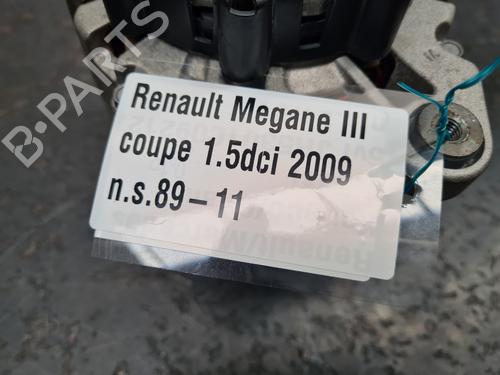 B-PARTS
Renault Megane III
coupe 1.5dci 2009
n.s.89-11